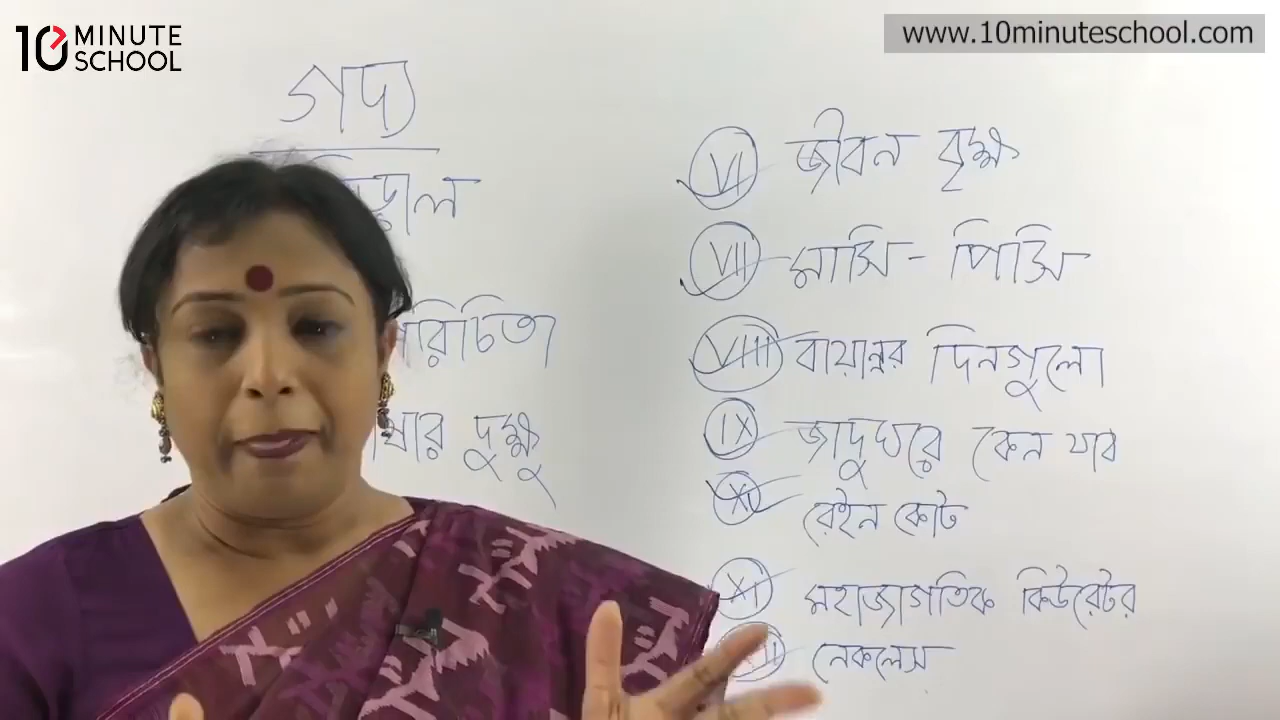 10 MINUTE SCHOOL
www.10minuteschool.com
গদ্য
রিচিতা
দুক্ষু
VI জীবন বৃক্ষ
VII মাসি - পিসি
VIII বায়ান্নর দিনগুলো
IX জাদুঘরে কেন যাব
রেইন কোট
XI মহাজাগতিক কিউরেটর
নেকলেস